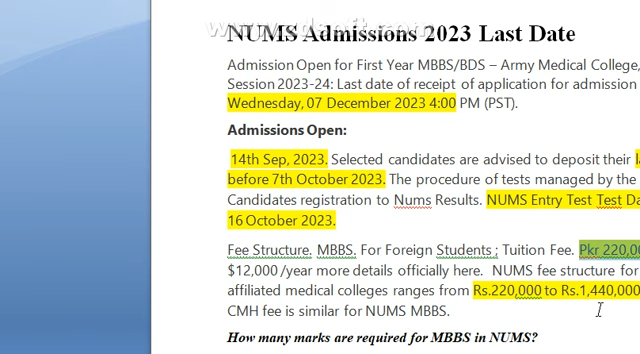 NUMS Admissions 2023 Last Date
Admission Open for First Year MBBS/BDS – Army Medical College,
Session 2023-24: Last date of receipt of application for admission
Wednesday, 07 December 2023 4:00 PM (PST).
Admissions Open:
14th Sep, 2023. Selected candidates are advised to deposit their
before 7th October 2023. The procedure of tests managed by the
Candidates registration to Nums Results. NUMS Entry Test Test
16 October 2023.
Fee Structure. MBBS. For Foreign Students ; Tuition Fee. Pkr
$12,000 /year more details officially here. NUMS fee structure for
affiliated medical colleges ranges from Rs.220,000 to Rs.1,440,000
CMH fee is similar for NUMS MBBS.
How many marks are required for MBBS in NUMS?